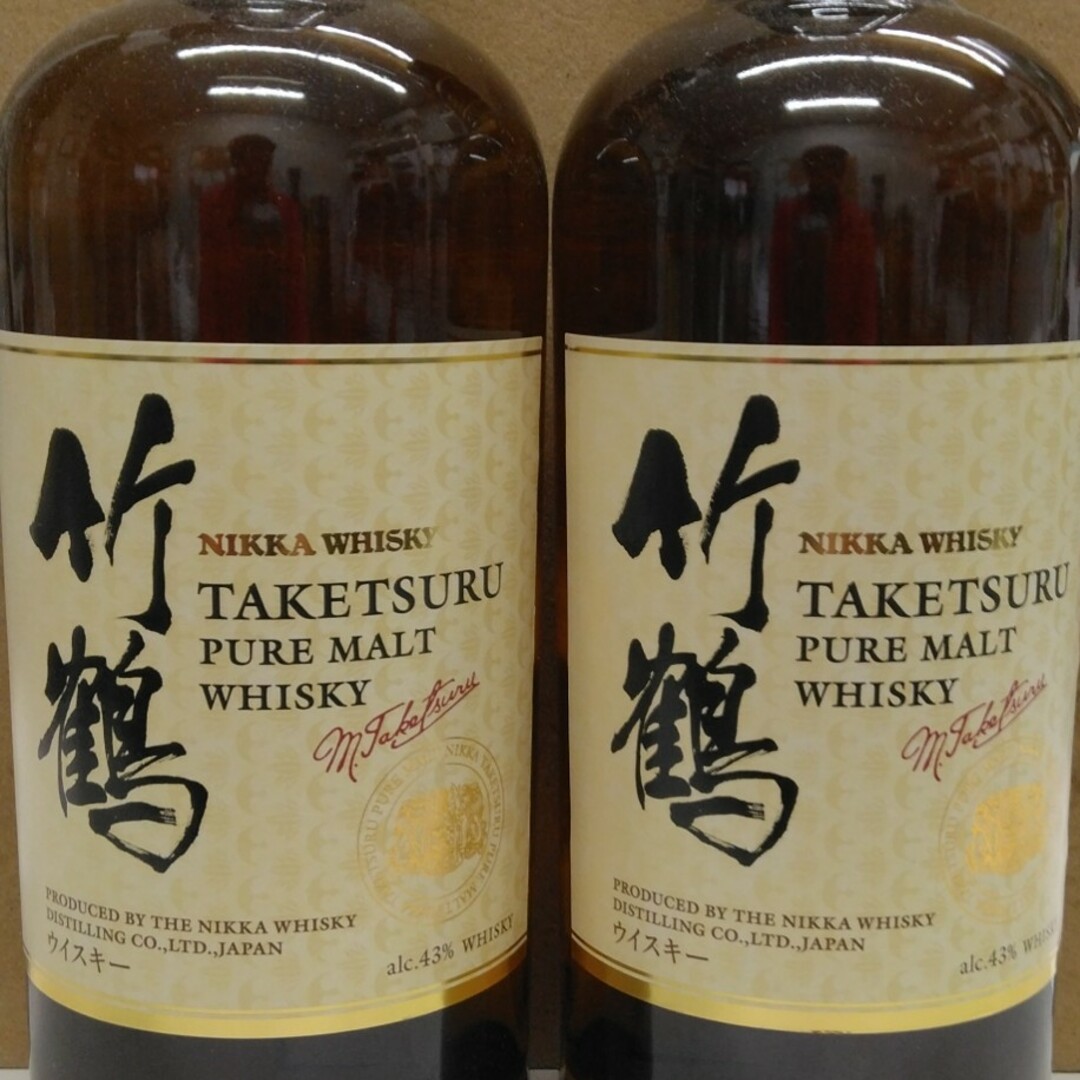 竹鶴
NIKKA WHISKY
TAKETSURU
PURE MALT
WHISKY
M.Taketsuru
PRODUCED BY THE NIKKA WHISKY
DISTILLING CO.,LTD.,JAPAN
ウイスキー
alc.43% WHISKY
竹鶴
NIKKA WHISKY
TAKETSURU
PURE MALT
WHISKY
M.Taketsuru
PRODUCED BY THE NIKKA WHISKY
DISTILLING CO.,LTD.,JAPAN
ウイスキー
alc.43%